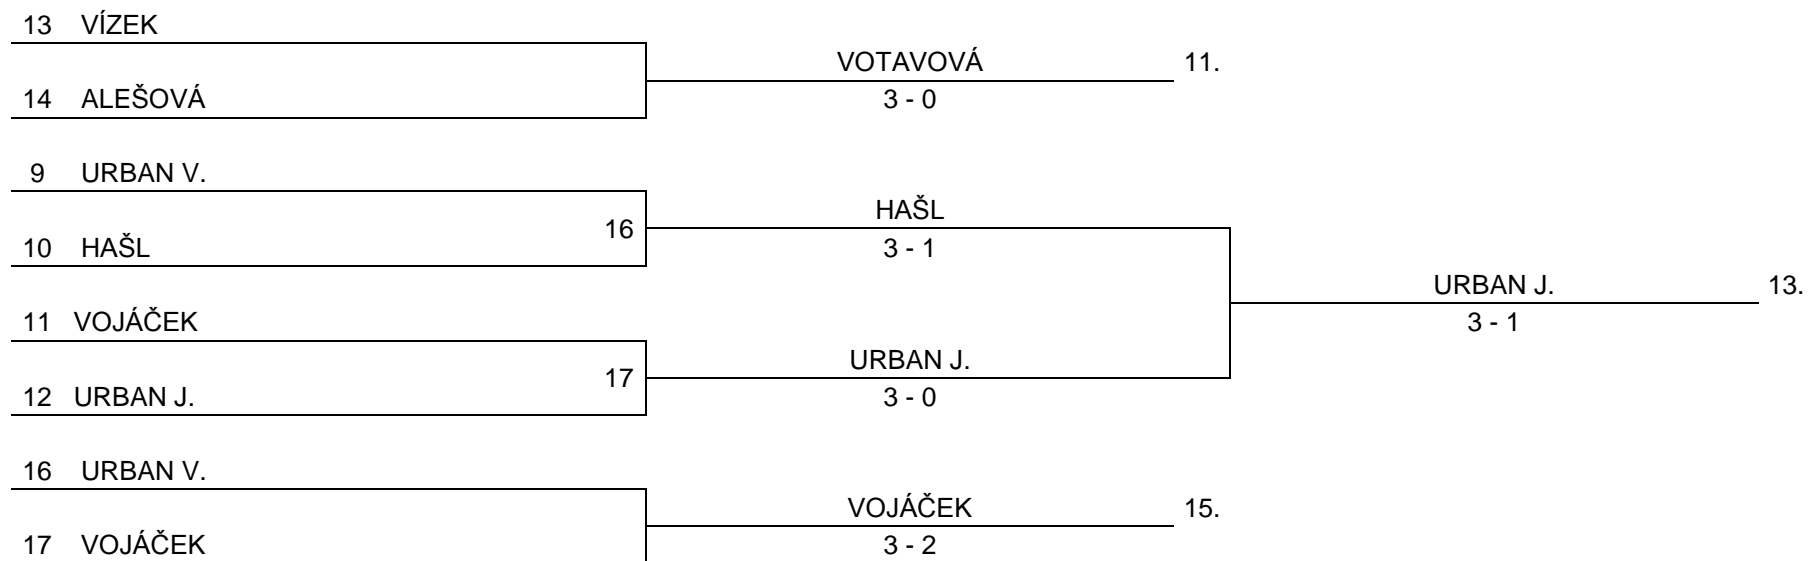 13 VÍZEK
VOTAVOVÁ 11.
14 ALEŠOVÁ 3 - 0
9 URBAN V.
16 HAŠL
10 HAŠL 3 - 1
URBAN J. 13.
11 VOJÁČEK 3 - 1
17 URBAN J.
12 URBAN J. 3 - 0
16 URBAN V.
VOJÁČEK 15.
17 VOJÁČEK 3 - 2